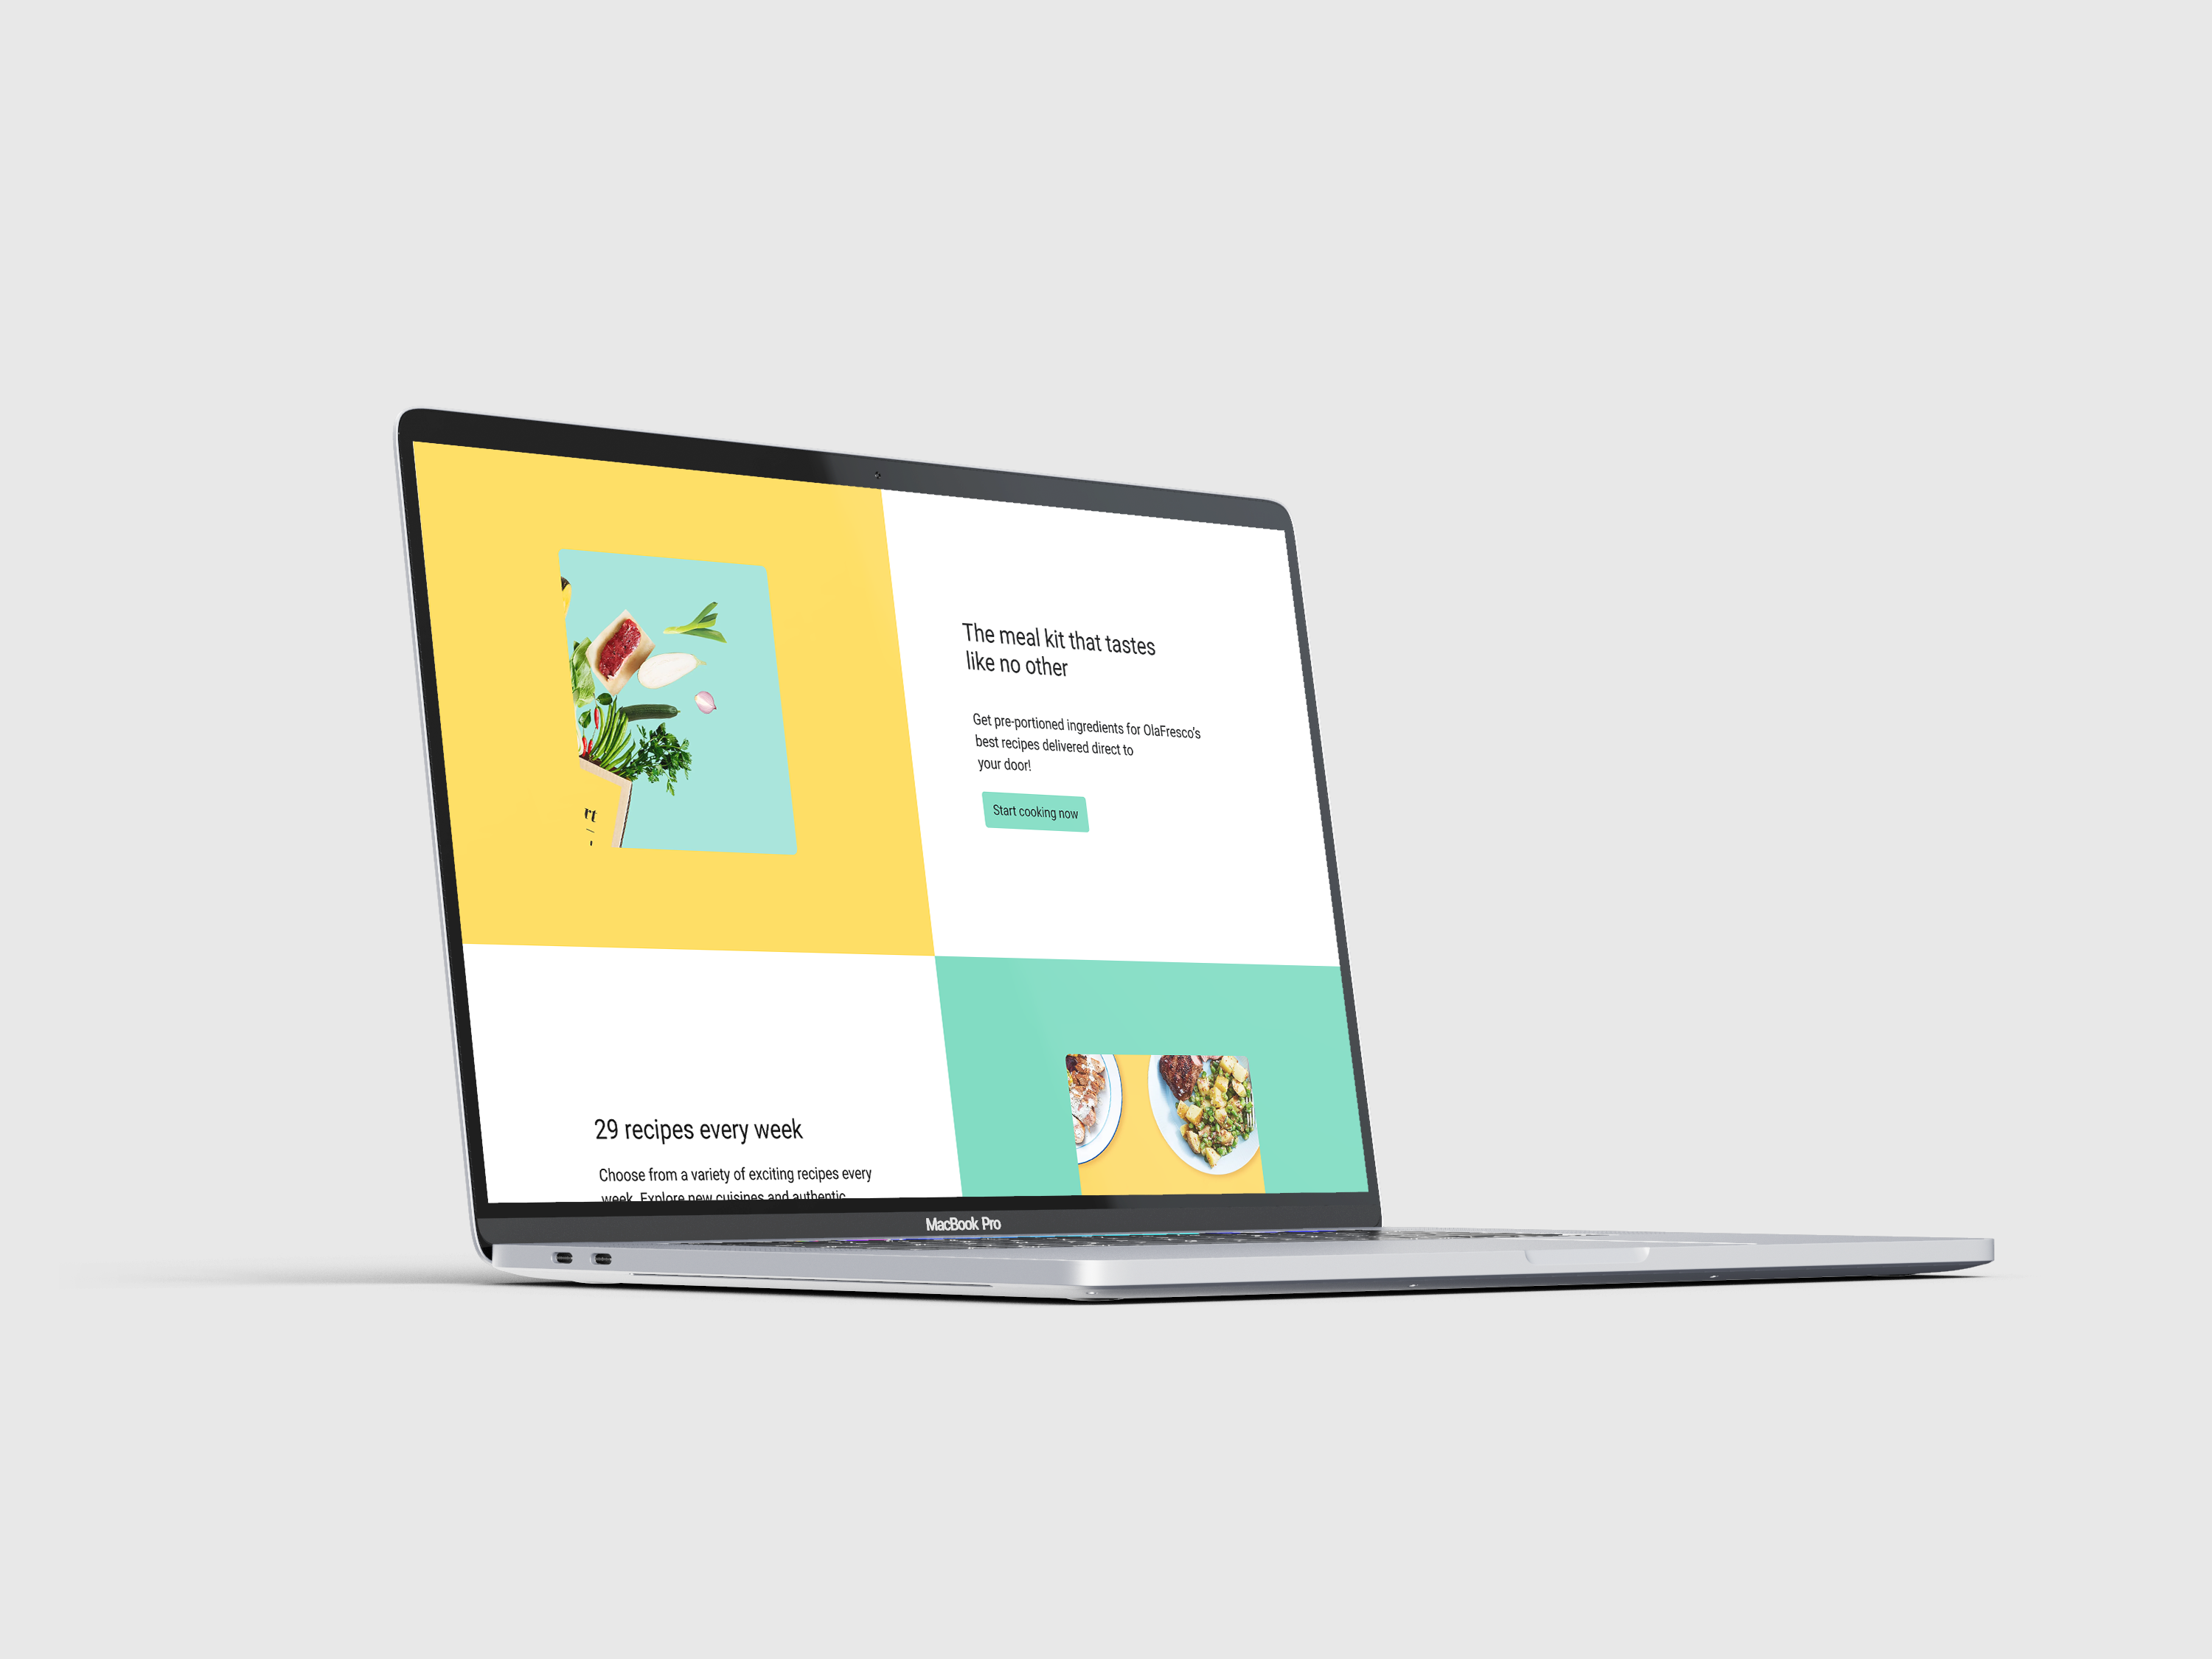 The meal kit that tastes
like no other
Get pre-portioned ingredients for OlaFresco's
best recipes delivered direct to
your door!
Start cooking now
rt
29 recipes every week
Choose from a variety of exciting recipes every
week. Explore new cuisines and authentic
MacBook Pro